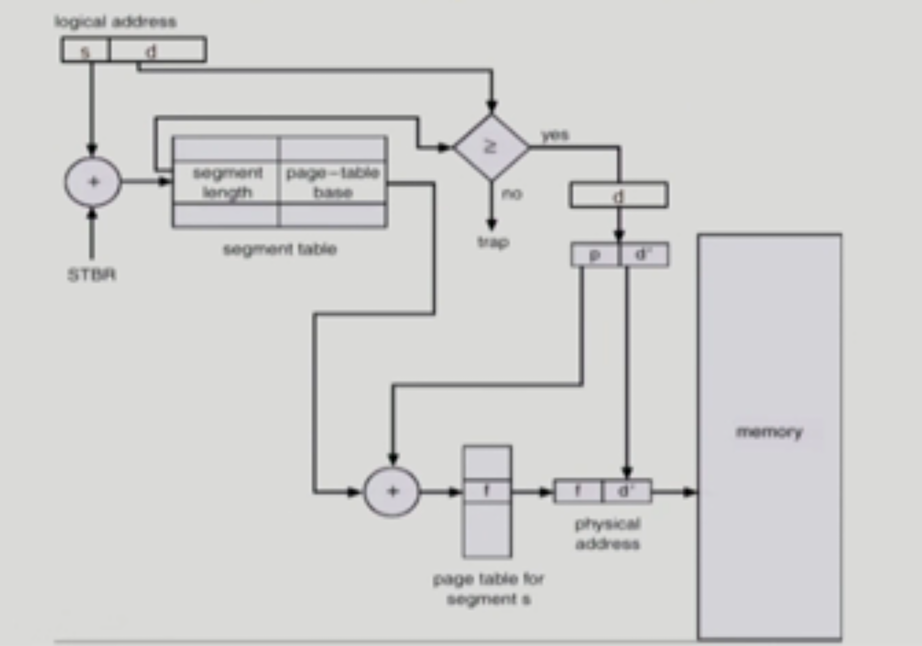 logical address
s d
≥
yes
segment length
page-table base
+
no
d
trap
segment table
p d'
STBR
memory
+
f
f d'
physical address
page table for segment s